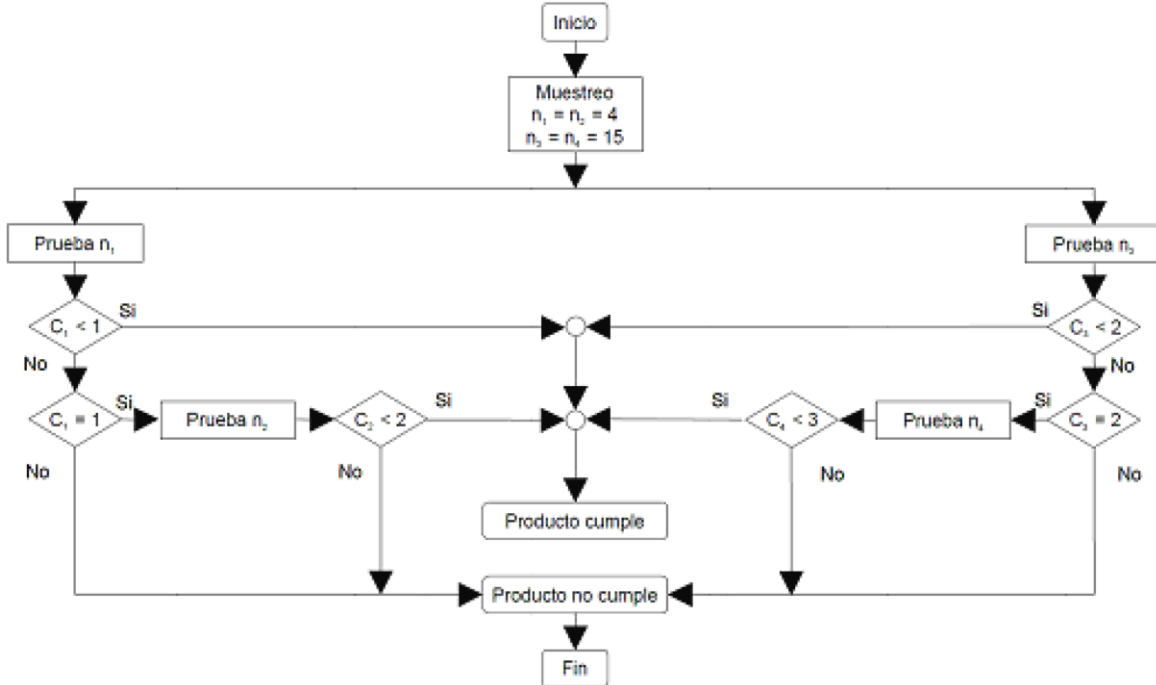 Inicio
Muestreo
n₁ = n₂ = 4
n₃ = n₄ = 15
Prueba n₁
Prueba n₃
Si
Si
C₁ < 1
C₃ < 2
No
No
Si
Si
Si
Si
C₁ = 1
Prueba n₂
C₂ < 2
C₄ < 3
Prueba n₄
C₃ = 2
No
No
No
No
Producto cumple
Producto no cumple
Fin